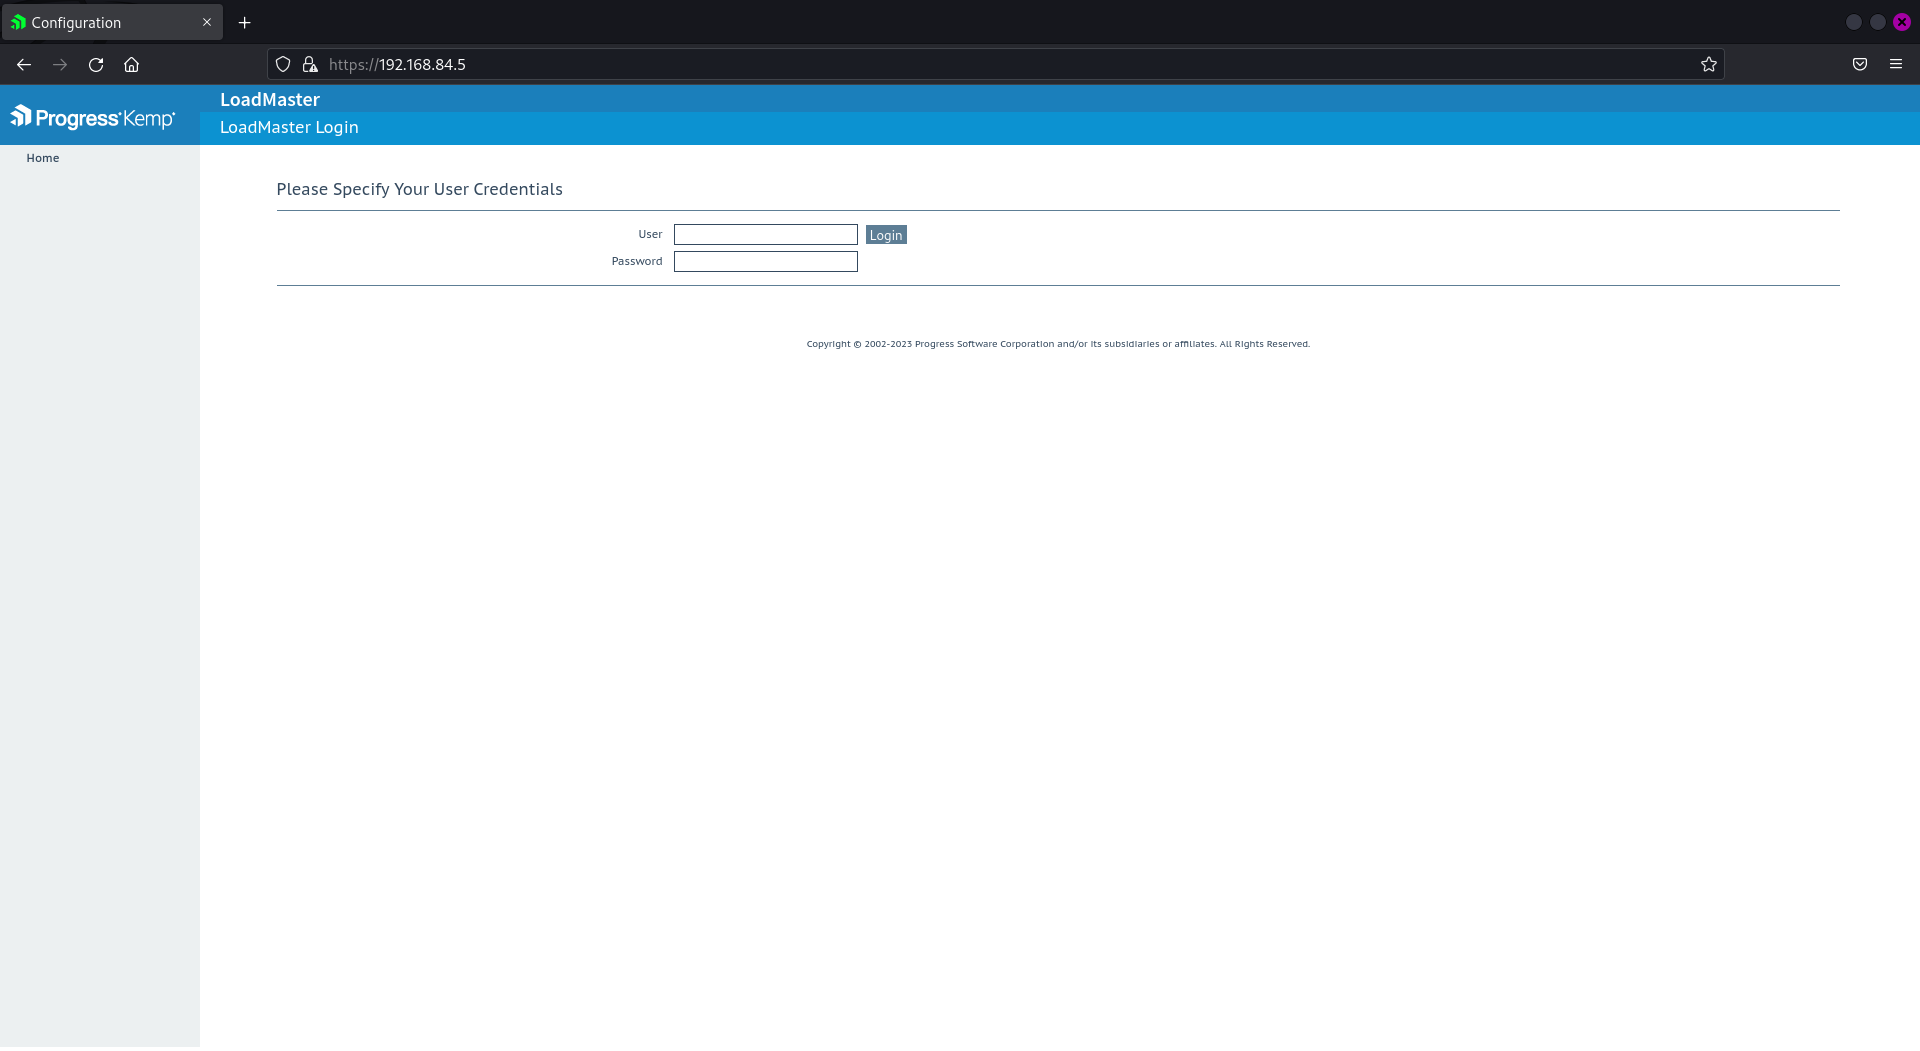 Configuration
https://192.168.84.5
Progress Kemp
LoadMaster
LoadMaster Login
Home
Please Specify Your User Credentials
User
Login
Password
Copyright © 2002-2023 Progress Software Corporation and/or its subsidiaries or affiliates. All Rights Reserved.